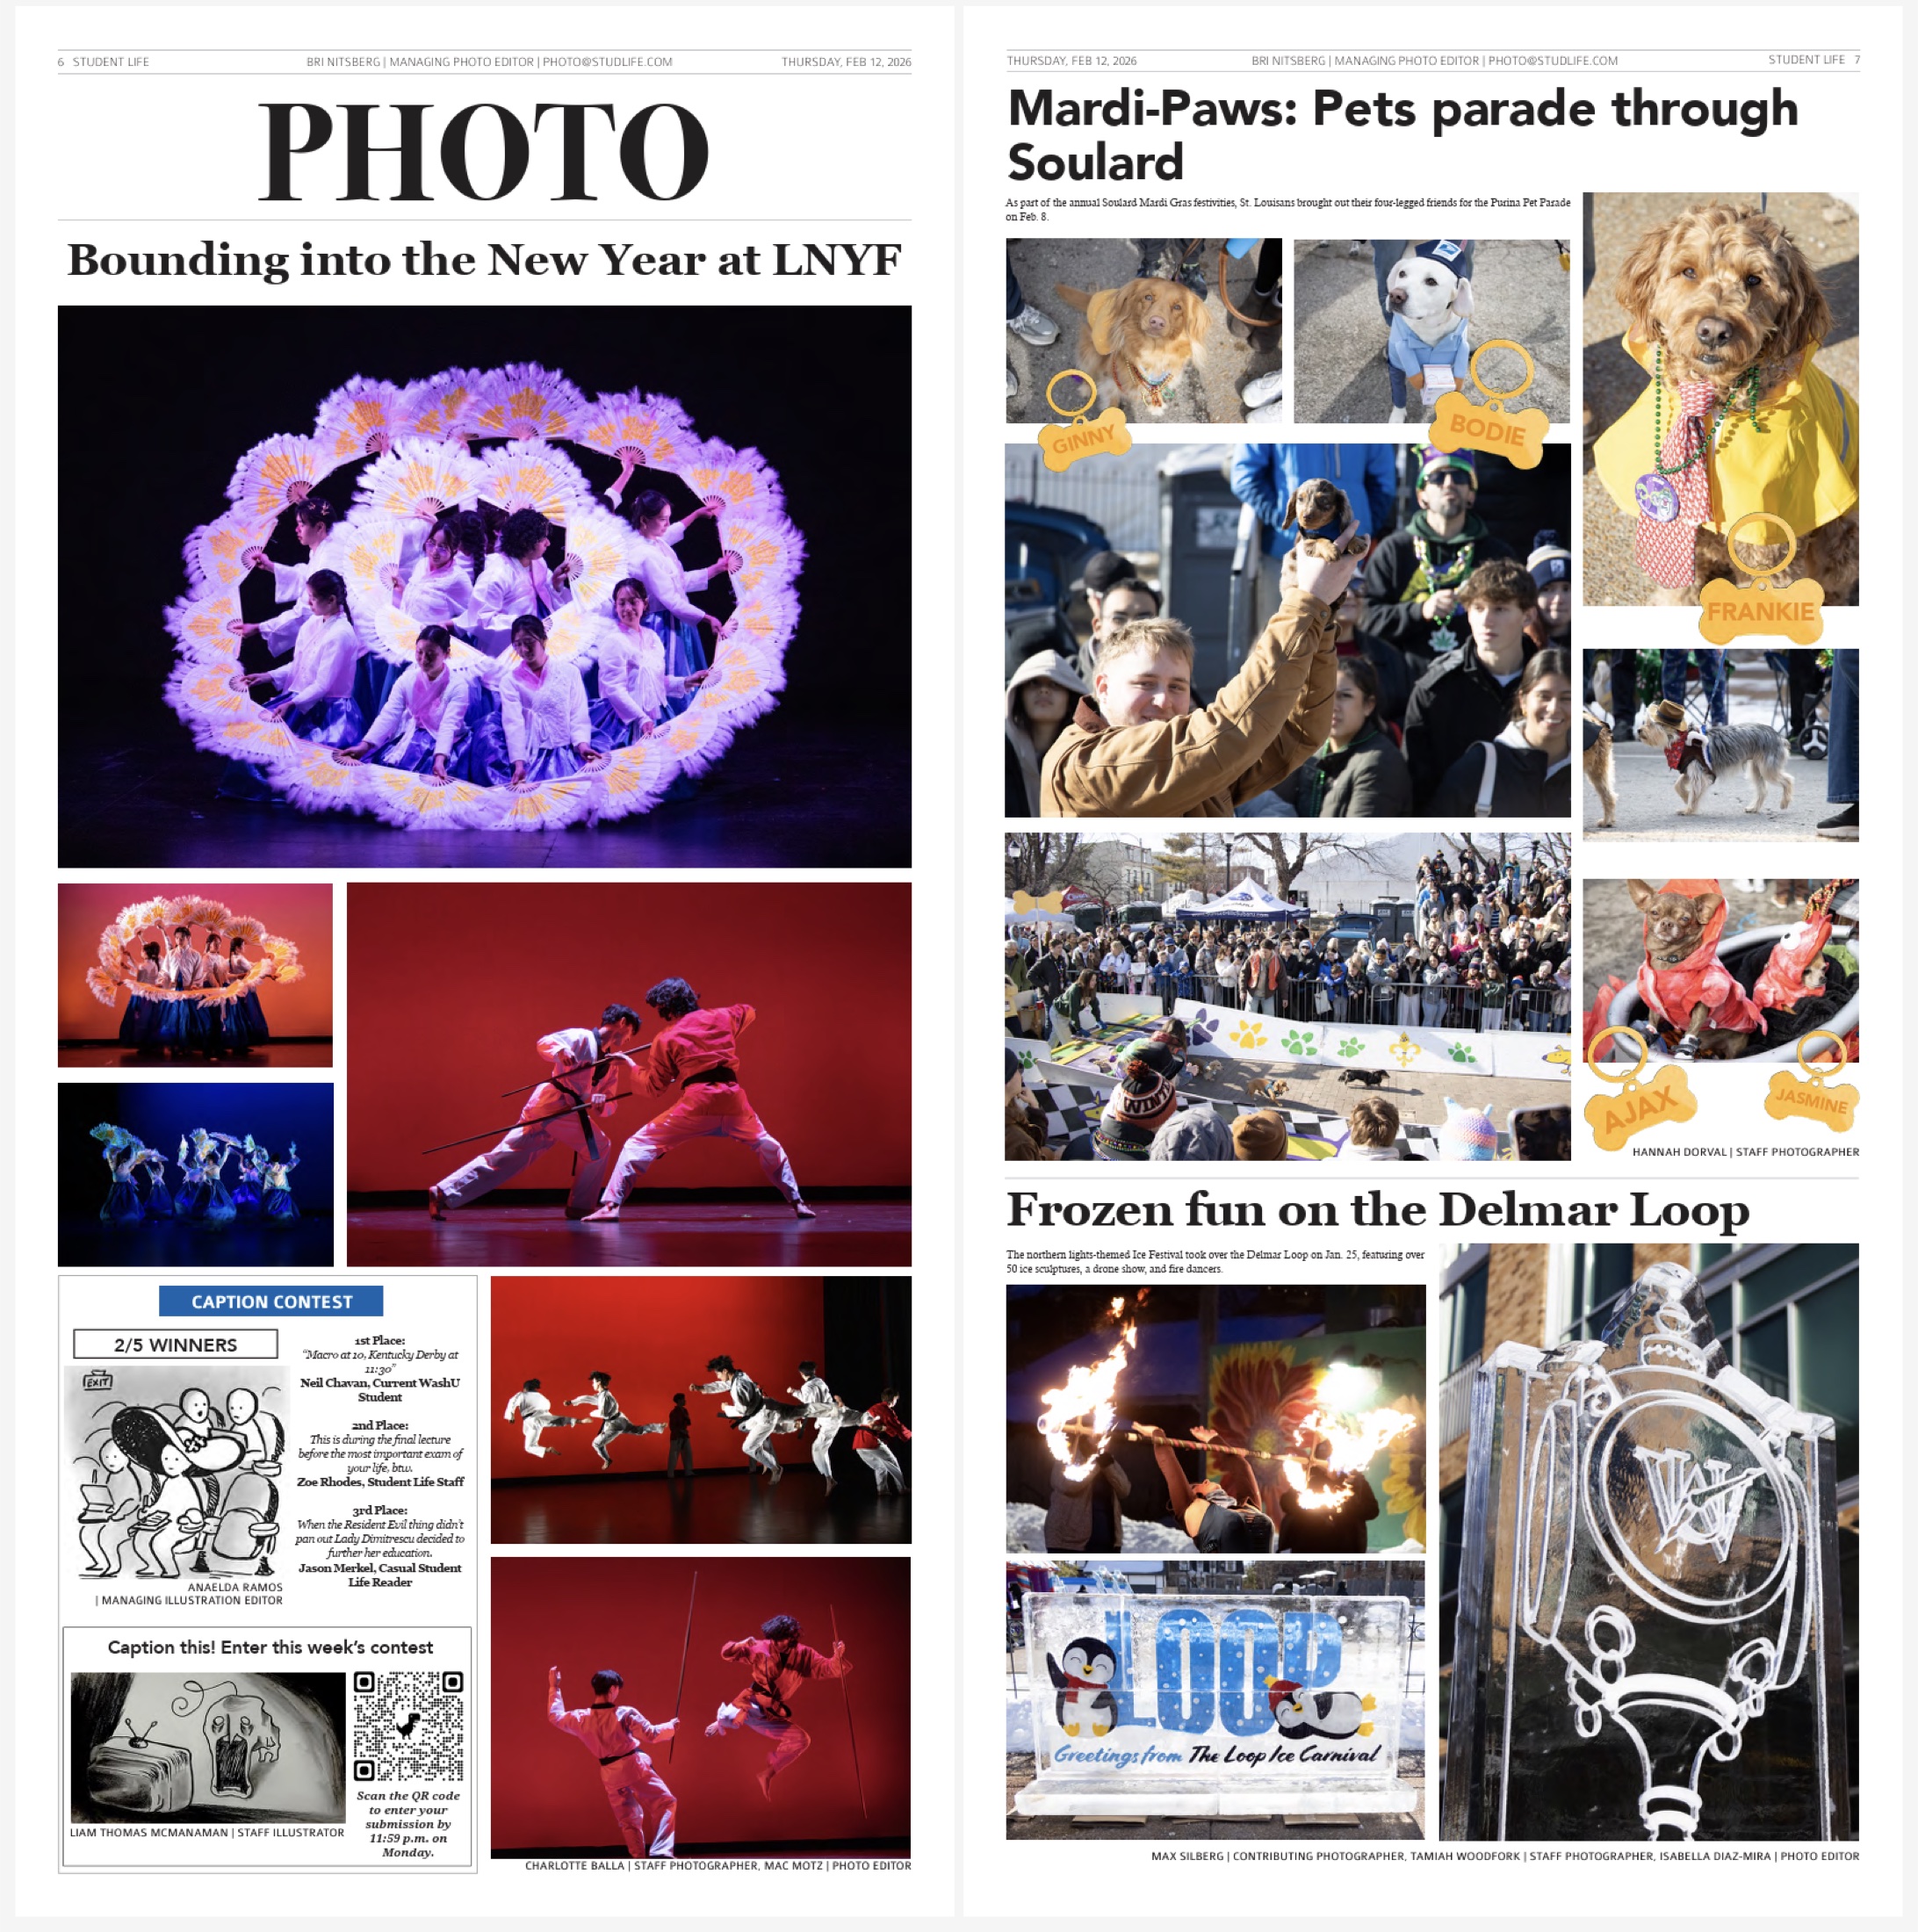 6 STUDENT LIFE
BRI NITSBERG | MANAGING PHOTO EDITOR | PHOTO@STUDLIFE.COM
THURSDAY, FEB 12, 2026
PHOTO
Bounding into the New Year at LNYF
CAPTION CONTEST
2/5 WINNERS
EXIT
ANAELDA RAMOS
| MANAGING ILLUSTRATION EDITOR
1st Place:
“Macro at 10, Kentucky Derby at
11:30”
Neil Chavan, Current WashU
Student
2nd Place:
This is during the final lecture
before the most important exam of
your life, btw.
Zoe Rhodes, Student Life Staff
3rd Place:
When the Resident Evil thing didn’t
pan out Lady Dimitrescu decided to
further her education.
Jason Merkel, Casual Student
Life Reader
Caption this! Enter this week’s contest
LIAM THOMAS MCMANAMAN | STAFF ILLUSTRATOR
Scan the QR code
to enter your
submission by
11:59 p.m. on
Monday.
CHARLOTTE BALLA | STAFF PHOTOGRAPHER, MAC MOTZ | PHOTO EDITOR
THURSDAY, FEB 12, 2026
BRI NITSBERG | MANAGING PHOTO EDITOR | PHOTO@STUDLIFE.COM
STUDENT LIFE 7
Mardi-Paws: Pets parade through
Soulard
As part of the annual Soulard Mardi Gras festivities, St. Louisans brought out their four-legged friends for the Purina Pet Parade
on Feb. 8.
GINNY
BODIE
FRANKIE
WINTE
AJAX
JASMINE
HANNAH DORVAL | STAFF PHOTOGRAPHER
Frozen fun on the Delmar Loop
The northern lights-themed Ice Festival took over the Delmar Loop on Jan. 25, featuring over
50 ice sculptures, a drone show, and fire dancers.
LOOP
Greetings from The Loop Ice Carnival
MAX SILBERG | CONTRIBUTING PHOTOGRAPHER, TAMIAH WOODFORK | STAFF PHOTOGRAPHER, ISABELLA DIAZ-MIRA | PHOTO EDITOR